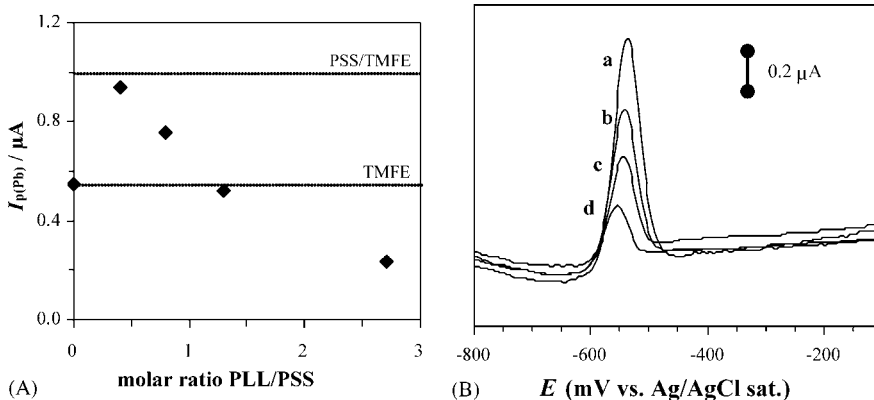 1.2
PSS/TMFE
0.8
I p(Pb) / µA
TMFE
0.4
0.0
0 1 2 3
(A) molar ratio PLL/PSS
a
0.2 µA
b
c
d
-800 -600 -400 -200
(B) E (mV vs. Ag/AgCl sat.)